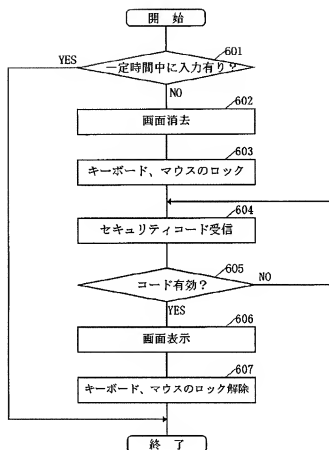 開　始
601
一定時間中に入力有り？
YES
NO
602
画面消去
603
キーボード、マウスのロック
604
セキュリティコード受信
605
コード有効？
NO
YES
606
画面表示
607
キーボード、マウスのロック解除
終　了